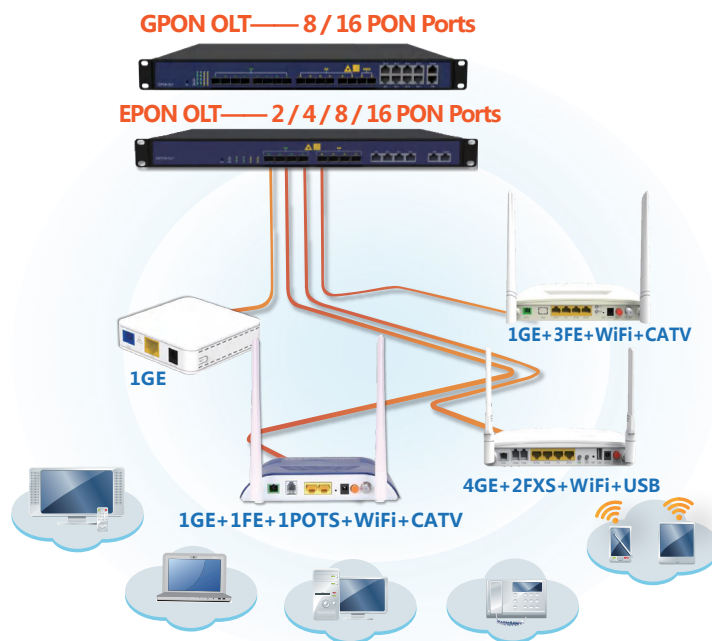 GPON OLT—— 8 / 16 PON Ports
EPON OLT—— 2 / 4 / 8 / 16 PON Ports
1GE+3FE+WiFi+CATV
1GE
4GE+2FXS+WiFi+USB
1GE+1FE+1POTS+WiFi+CATV